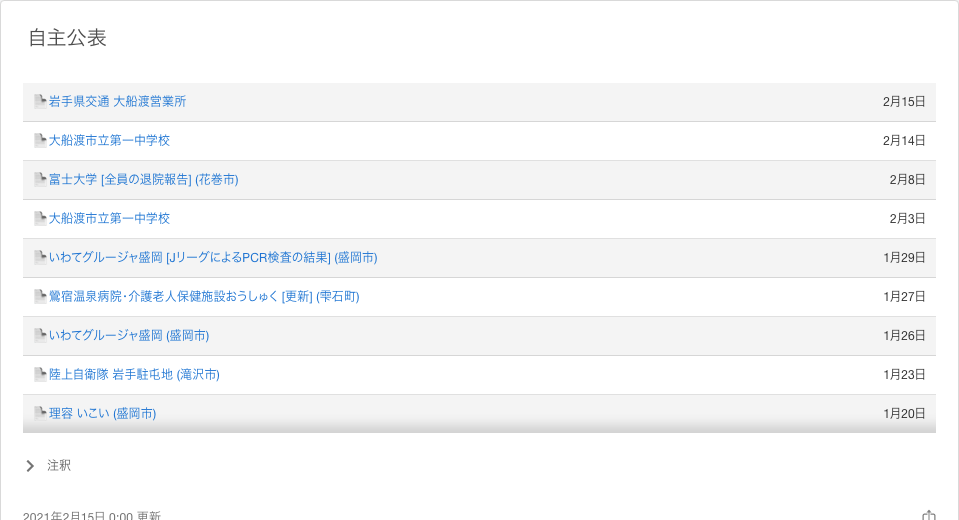 自主公表
岩手県交通 大船渡営業所 2月15日
大船渡市立第一中学校 2月14日
富士大学 [全員の退院報告] (花巻市) 2月8日
大船渡市立第一中学校 2月3日
いわてグルージャ盛岡 [JリーグによるPCR検査の結果] (盛岡市) 1月29日
鶯宿温泉病院・介護老人保健施設おうしゅく [更新] (雫石町) 1月27日
いわてグルージャ盛岡 (盛岡市) 1月26日
陸上自衛隊 岩手駐屯地 (滝沢市) 1月23日
理容 いこい (盛岡市) 1月20日
注釈
2021年2月15日 0:00 更新